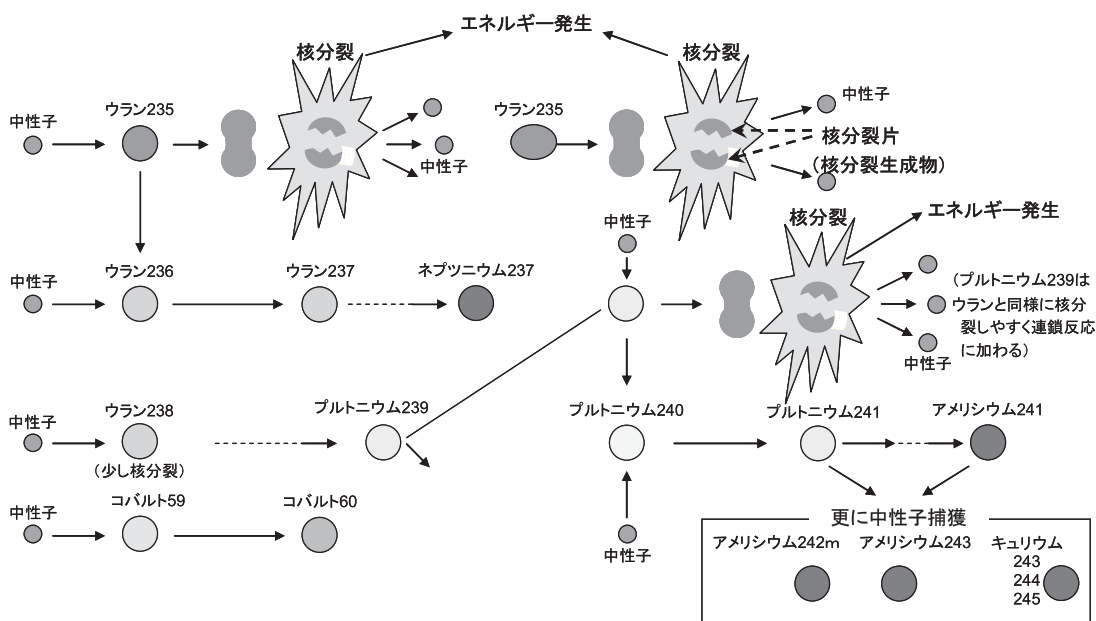 エネルギー発生
核分裂
核分裂
中性子
ウラン235
ウラン235
中性子
中性子
核分裂片
(核分裂生成物)
中性子
核分裂
エネルギー発生
中性子
ウラン236
ウラン237
ネプツニウム237
(プルトニウム239は
ウランと同様に核分
裂しやすく連鎖反応
に加わる)
中性子
中性子
ウラン238
(少し核分裂)
プルトニウム239
プルトニウム240
プルトニウム241
アメリシウム241
中性子
コバルト59
コバルト60
中性子
更に中性子捕獲
アメリシウム242m
アメリシウム243
キュリウム
243
244
245